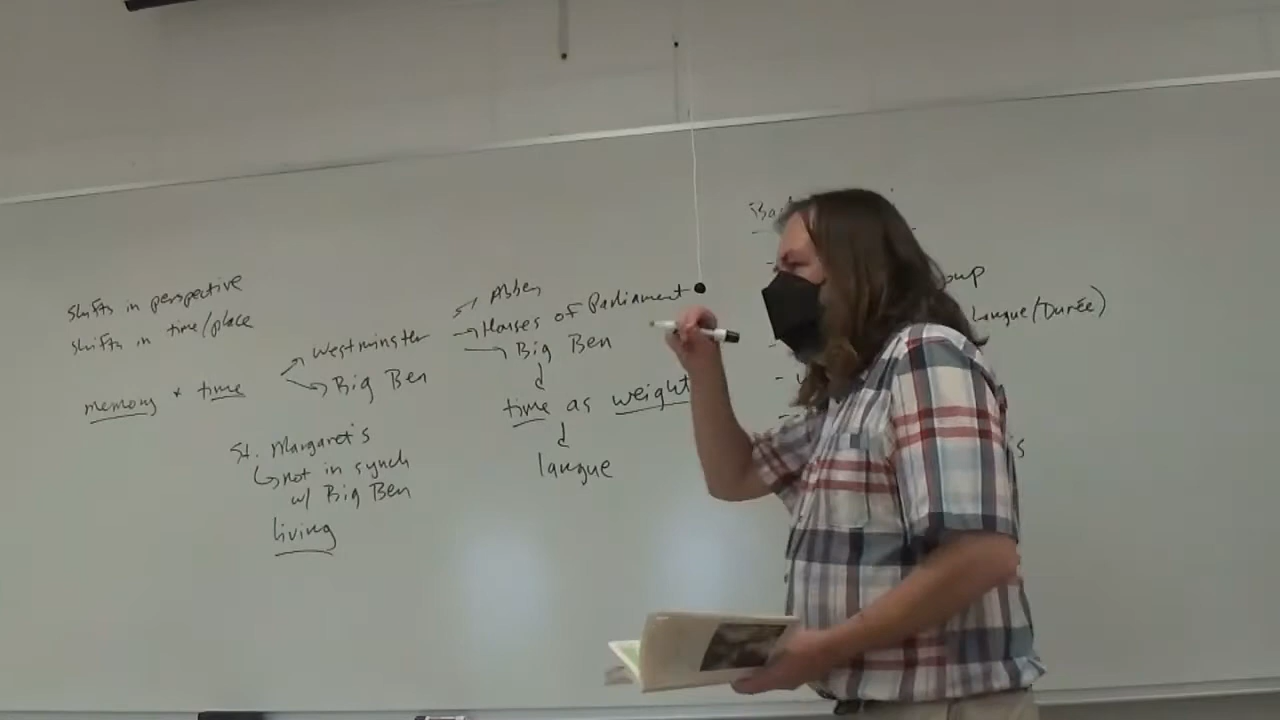 shifts in perspective
shifts in time/place
memory + time
Westminster
Big Ben
St. Margaret's
not in synch
w/ Big Ben
living
Abbey
Houses of Parliament
Big Ben
time as weight
langue
langue/(Durée)